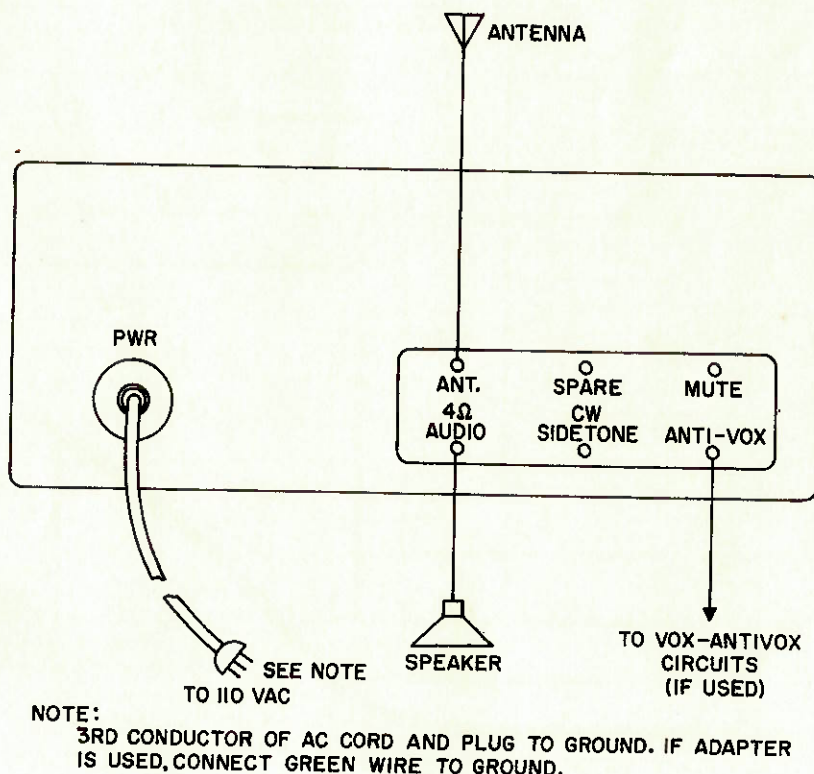 ANTENNA
PWR
ANT.
SPARE
MUTE
4Ω
AUDIO
CW
SIDETONE
ANTI-VOX
SPEAKER
TO VOX-ANTIVOX
CIRCUITS
(IF USED)
SEE NOTE
TO 110 VAC
NOTE:
3RD CONDUCTOR OF AC CORD AND PLUG TO GROUND. IF ADAPTER
IS USED, CONNECT GREEN WIRE TO GROUND.